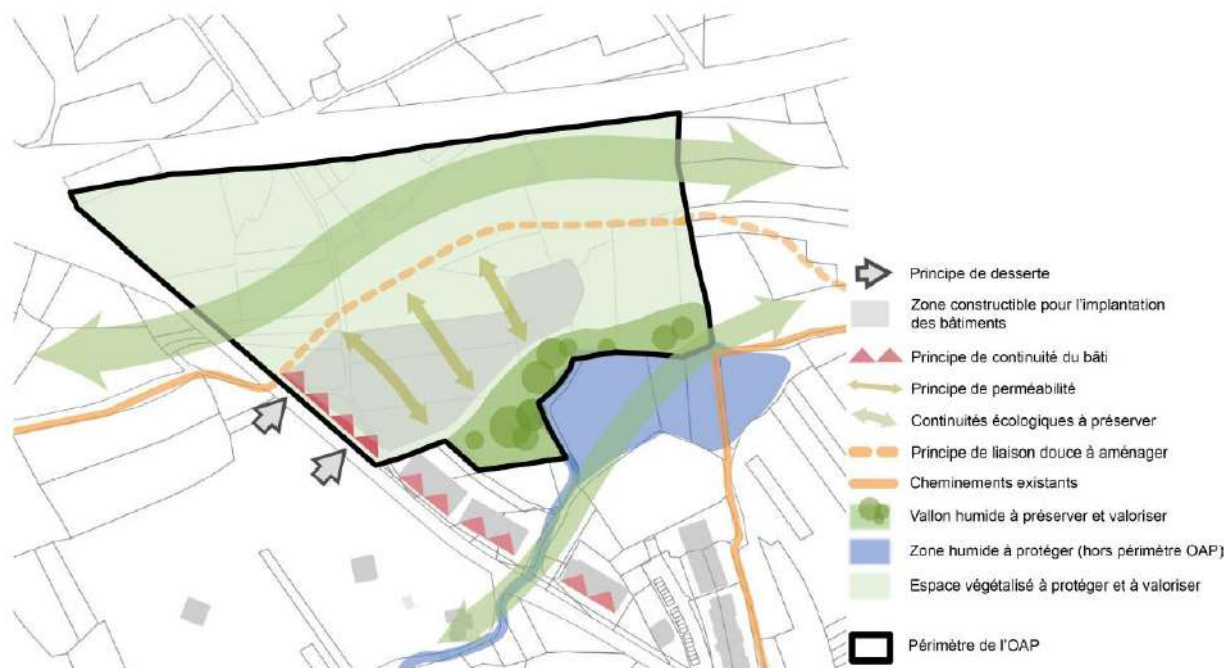 Principe de desserte
Zone constructible pour l'implantation
des bâtiments
Principe de continuité du bâti
Principe de perméabilité
Continuités écologiques à préserver
Principe de liaison douce à aménager
Cheminements existants
Vallon humide à préserver et valoriser
Zone humide à protéger (hors périmètre OAP)
Espace végétalisé à protéger et à valoriser
Périmètre de l'OAP